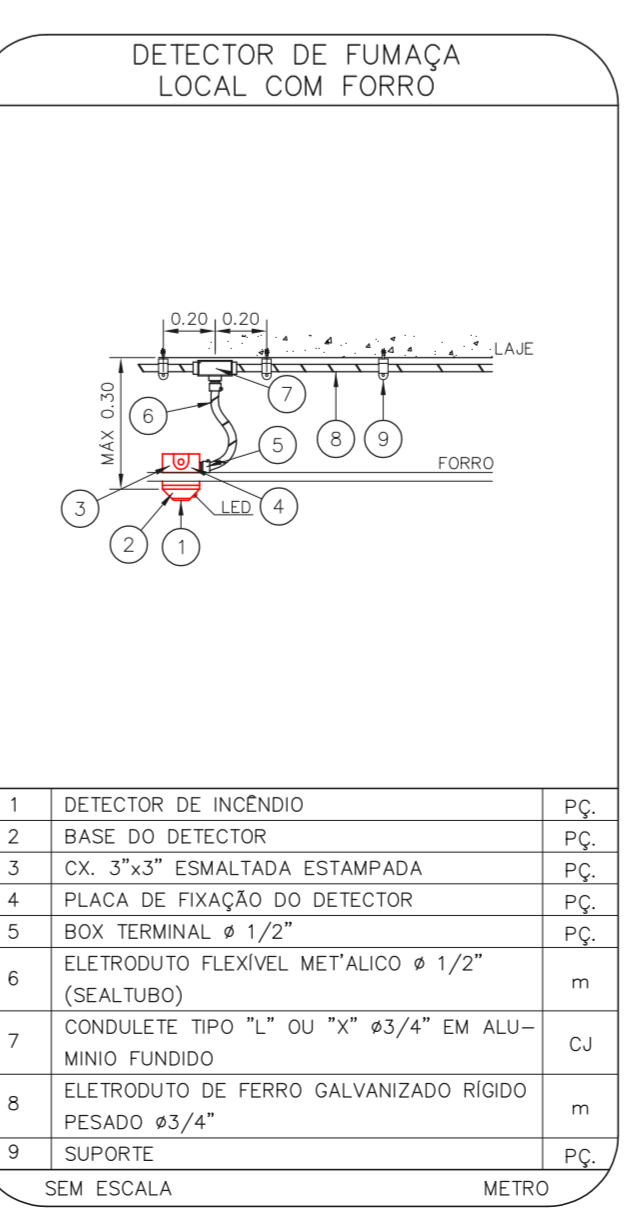 DETECTOR DE FUMAÇA
LOCAL COM FORRO
0.20 0.20
LAJE
MÁX 0.30
6
7
5
8
9
FORRO
3
LED
4
2
1
1 DETECTOR DE INCÊNDIO PÇ.
2 BASE DO DETECTOR PÇ.
3 CX. 3"x3" ESMALTADA ESTAMPADA PÇ.
4 PLACA DE FIXAÇÃO DO DETECTOR PÇ.
5 BOX TERMINAL ø 1/2" PÇ.
6 ELETRODUTO FLEXÍVEL MET'ALICO ø 1/2"
(SEALTUBO) m
7 CONDULETE TIPO "L" OU "X" ø3/4" EM ALU-
MINIO FUNDIDO CJ
8 ELETRODUTO DE FERRO GALVANIZADO RÍGIDO
PESADO ø3/4" m
9 SUPORTE PÇ.
SEM ESCALA METRO